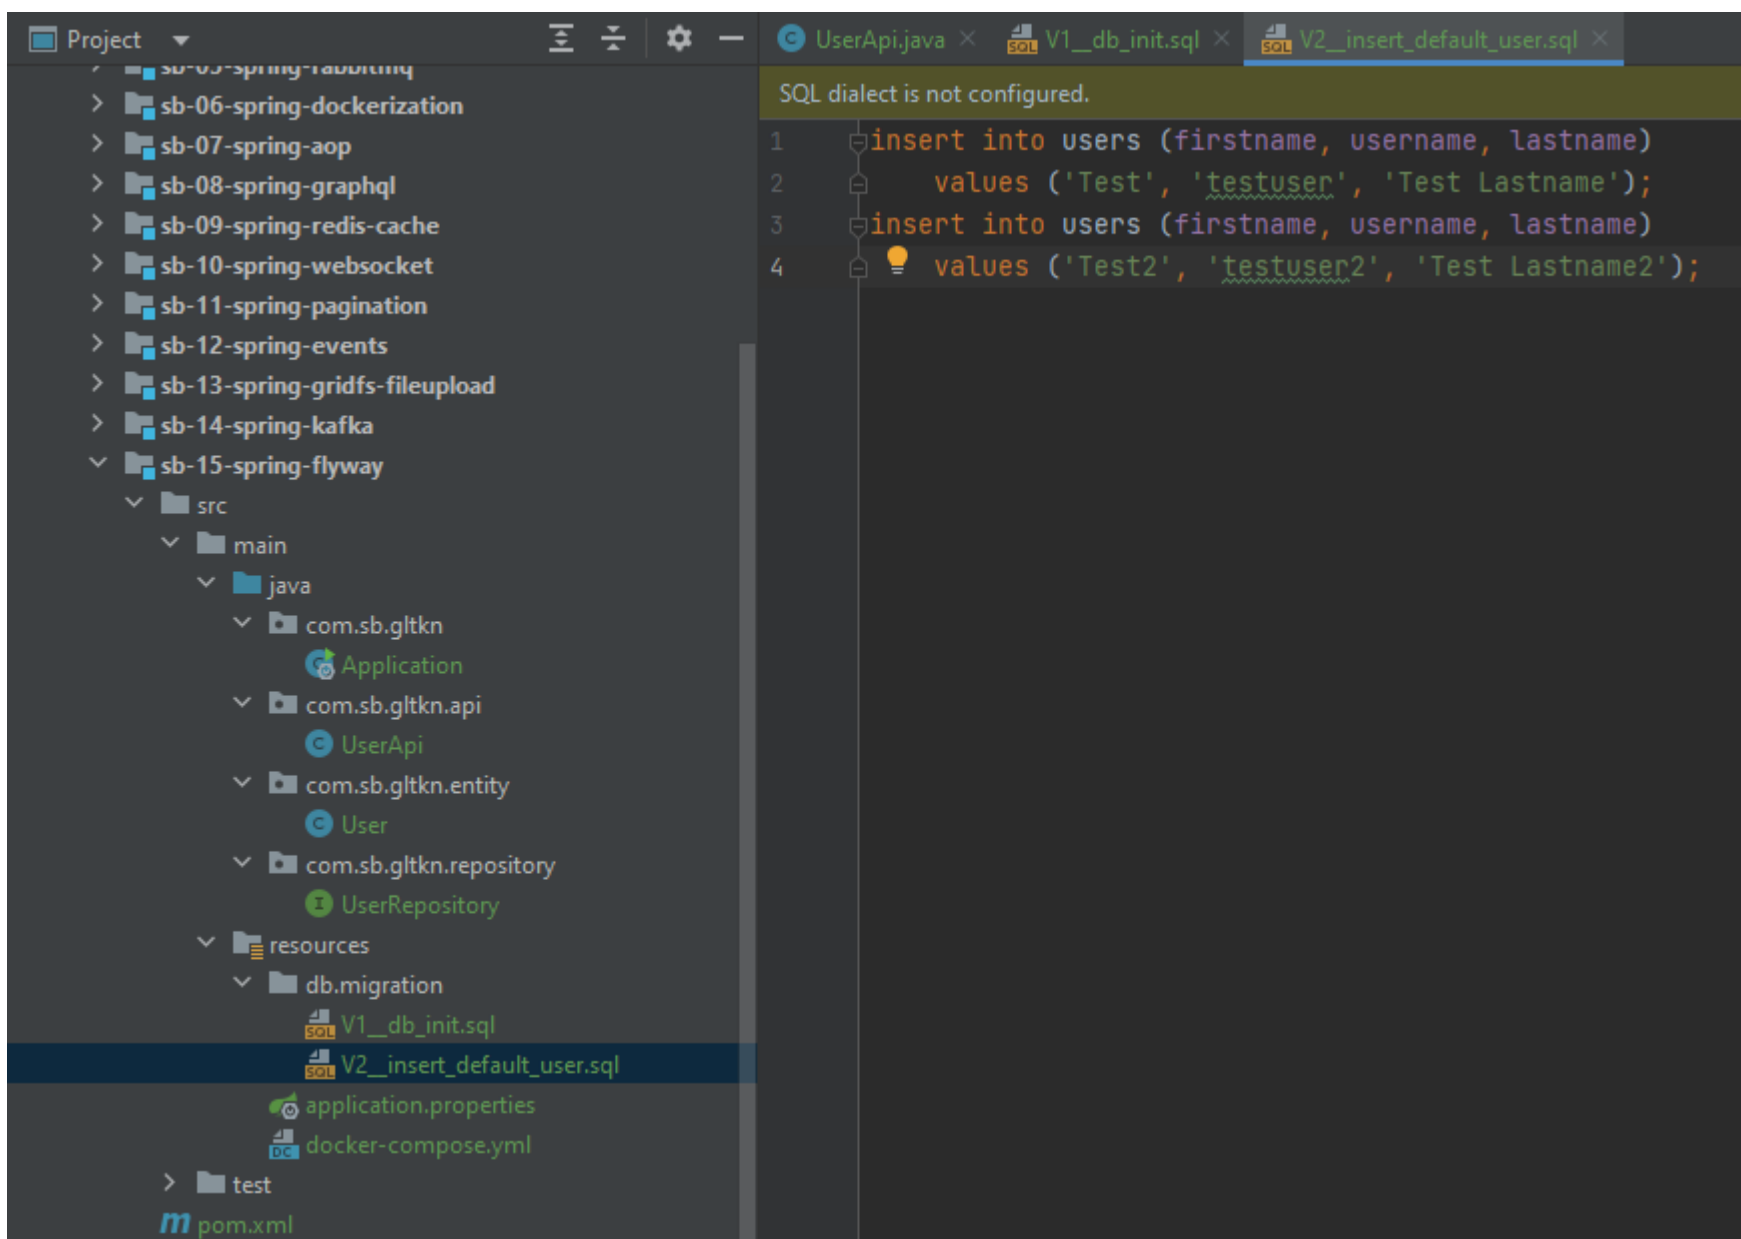 Project
UserApi.java
V1__db_init.sql
V2__insert_default_user.sql
SQL dialect is not configured.
sb-05-spring-rabbitmq
sb-06-spring-dockerization
sb-07-spring-aop
sb-08-spring-graphql
sb-09-spring-redis-cache
sb-10-spring-websocket
sb-11-spring-pagination
sb-12-spring-events
sb-13-spring-gridfs-fileupload
sb-14-spring-kafka
sb-15-spring-flyway
src
main
java
com.sb.gltkn
Application
com.sb.gltkn.api
UserApi
com.sb.gltkn.entity
User
com.sb.gltkn.repository
UserRepository
resources
db.migration
V1__db_init.sql
V2__insert_default_user.sql
application.properties
docker-compose.yml
test
pom.xml
1 insert into users (firstname, username, lastname)
2 values ('Test', 'testuser', 'Test Lastname');
3 insert into users (firstname, username, lastname)
4 values ('Test2', 'testuser2', 'Test Lastname2');